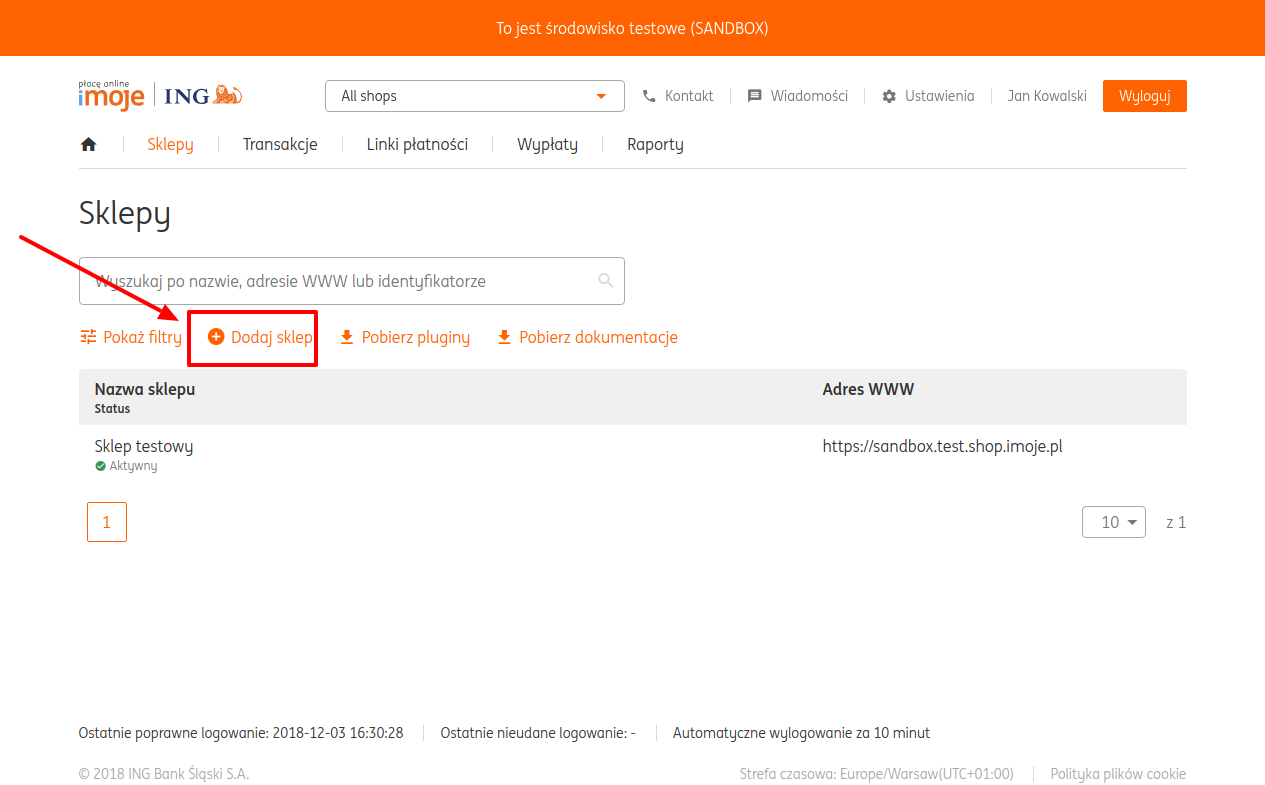 To jest środowisko testowe (SANDBOX)
płacę online
imoje ING
All shops
Kontakt
Wiadomości
Ustawienia
Jan Kowalski
Wyloguj
Sklepy
Transakcje
Linki płatności
Wypłaty
Raporty
Sklepy
Wyszukaj po nazwie, adresie WWW lub identyfikatorze
Pokaż filtry
Dodaj sklep
Pobierz pluginy
Pobierz dokumentacje
Nazwa sklepu
Status
Adres WWW
Sklep testowy
Aktywny
https://sandbox.test.shop.imoje.pl
1
10
z 1
Ostatnie poprawne logowanie: 2018-12-03 16:30:28
Ostatnie nieudane logowanie: -
Automatyczne wylogowanie za 10 minut
© 2018 ING Bank Śląski S.A.
Strefa czasowa: Europe/Warsaw(UTC+01:00)
Polityka plików cookie